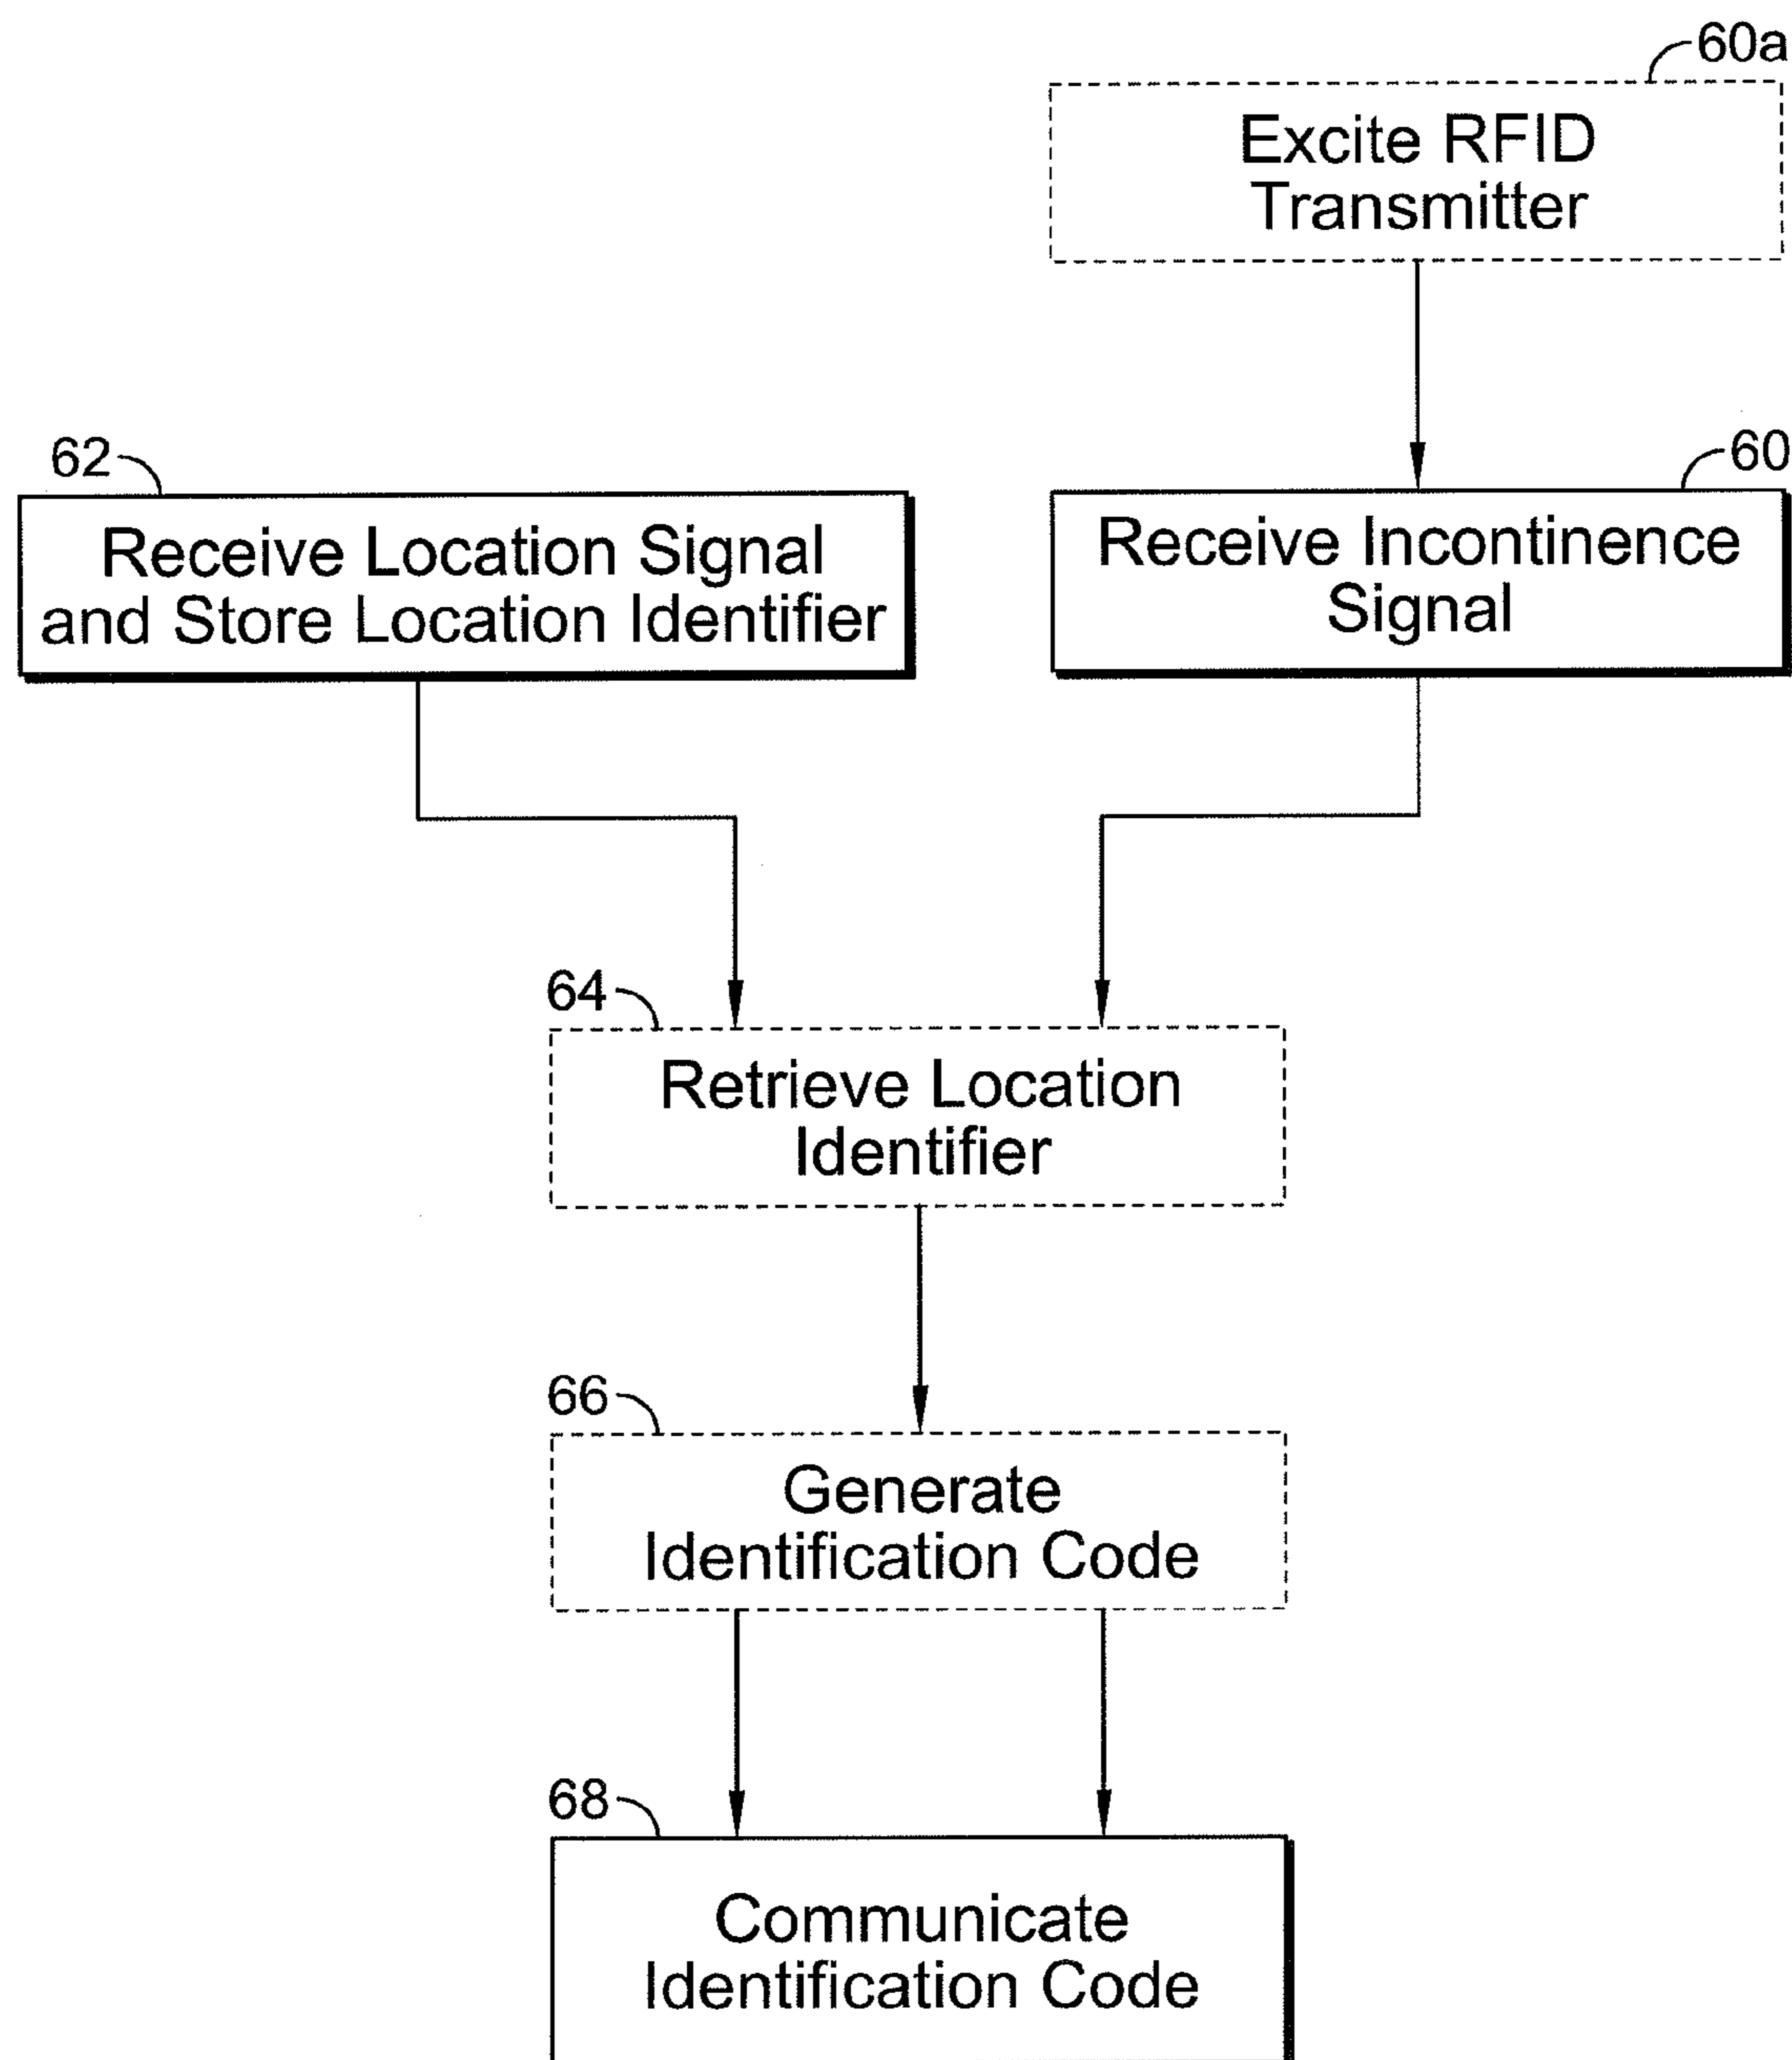 60a
Excite RFID
Transmitter
62
Receive Location Signal
and Store Location Identifier
60
Receive Incontinence
Signal
64
Retrieve Location
Identifier
66
Generate
Identification Code
68
Communicate
Identification Code